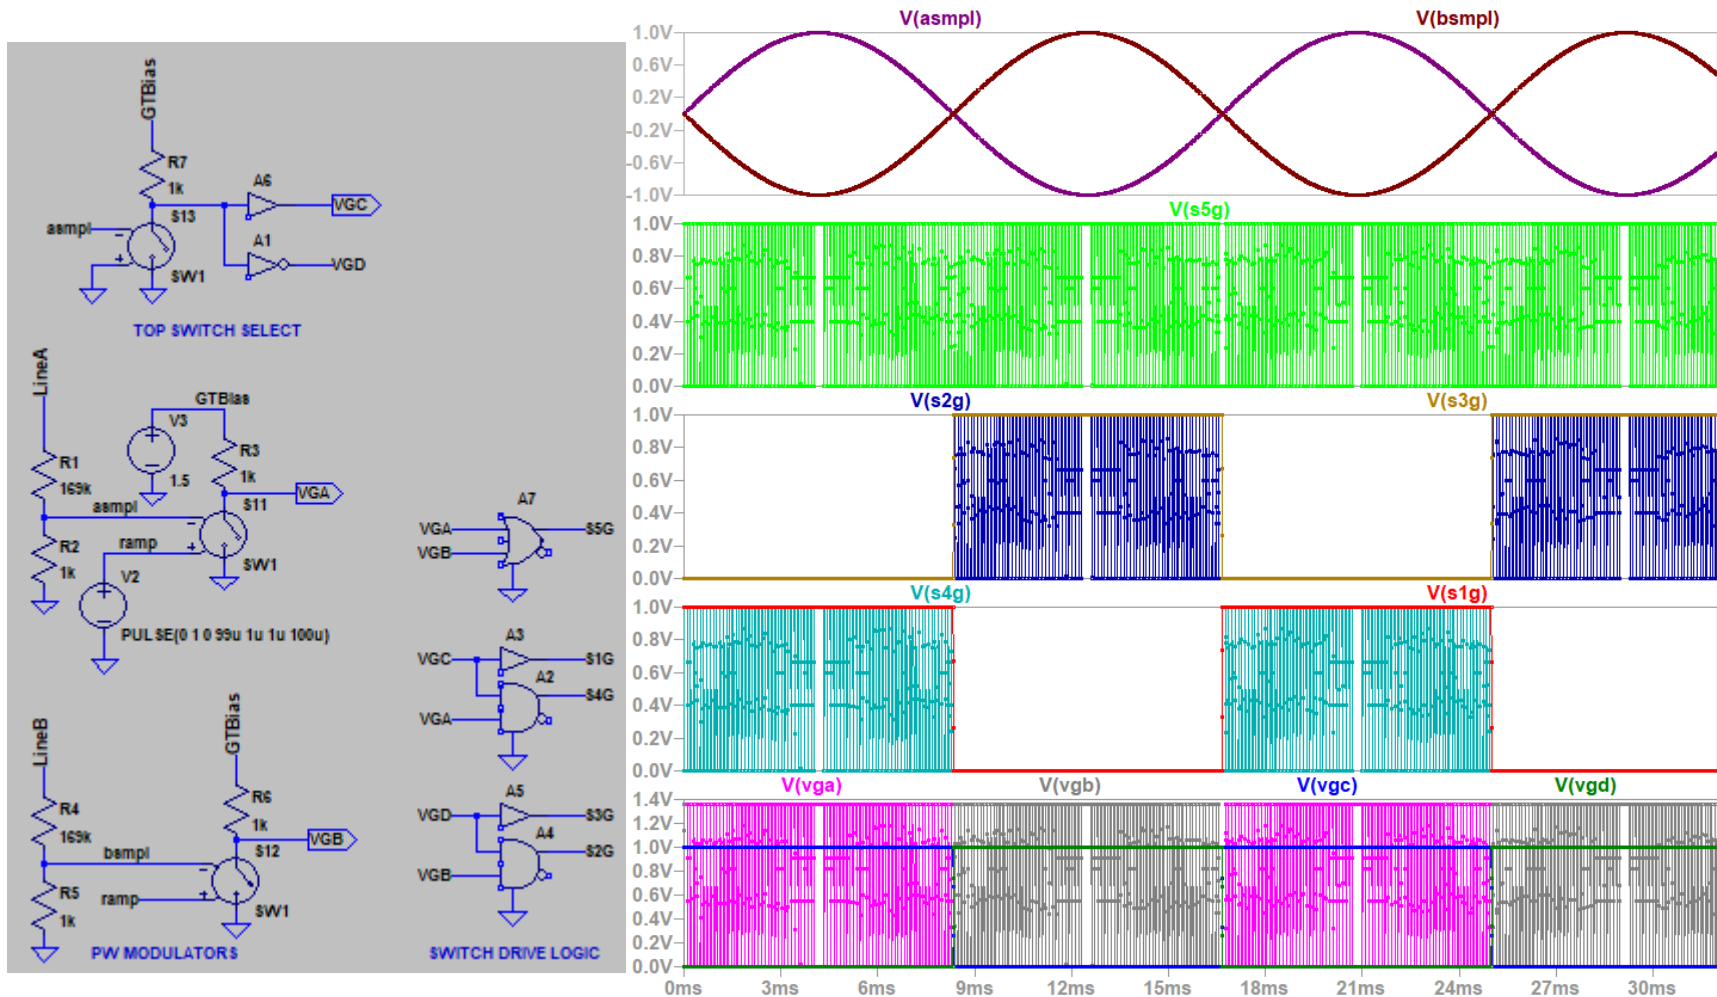 GTBias
R7
1k
A6
VGC
S13
asmpl
A1
VGD
SW1
TOP SWITCH SELECT
LineA
GTBias
V3
R3
R1
1k
169k
1.5
VGA
asmpl
S11
R2
ramp
1k
V2
SW1
PULSE(0 1 0 99u 1u 1u 100u)
A7
VGA
S5G
VGB
A3
VGC
S1G
A2
S4G
VGA
LineB
GTBias
R4
R6
169k
1k
VGB
bsmpl
S12
R5
ramp
1k
SW1
PW MODULATORS
A5
VGD
S3G
A4
S2G
VGB
SWITCH DRIVE LOGIC
V(asmpl) V(bsmpl)
1.0V
0.6V
0.2V
-0.2V
-0.6V
-1.0V
V(s5g)
1.0V
0.8V
0.6V
0.4V
0.2V
0.0V
V(s2g) V(s3g)
1.0V
0.8V
0.6V
0.4V
0.2V
0.0V
V(s4g) V(s1g)
1.0V
0.8V
0.6V
0.4V
0.2V
0.0V
V(vga) V(vgb) V(vgc) V(vgd)
1.4V
1.2V
1.0V
0.8V
0.6V
0.4V
0.2V
0.0V
0ms 3ms 6ms 9ms 12ms 15ms 18ms 21ms 24ms 27ms 30ms